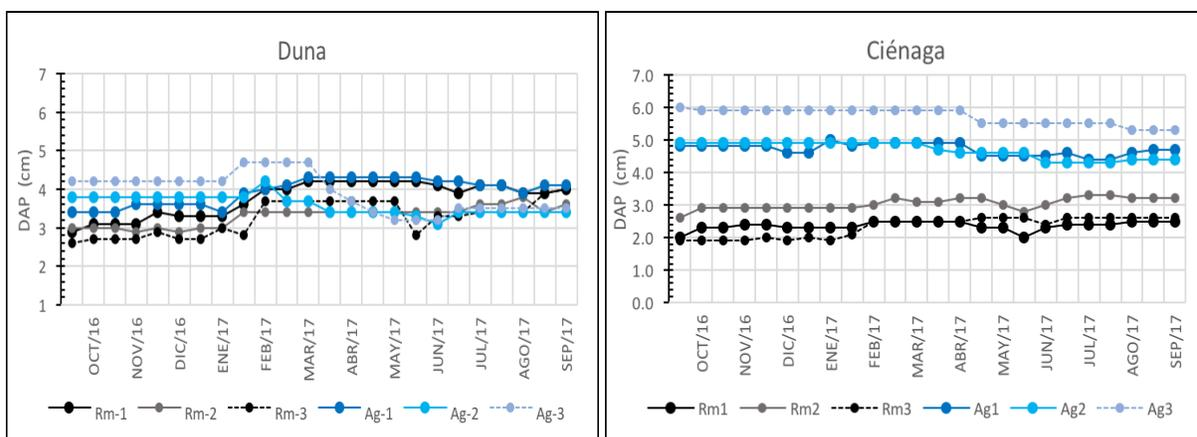 Duna
DAP (cm)
7
6
5
4
3
2
1
OCT/16
NOV/16
DIC/16
ENE/17
FEB/17
MAR/17
ABR/17
MAY/17
JUN/17
JUL/17
AGO/17
SEP/17
Rm-1 Rm-2 Rm-3 Ag-1 Ag-2 Ag-3
Ciénaga
DAP (cm)
7.0
6.0
5.0
4.0
3.0
2.0
1.0
0.0
OCT/16
NOV/16
DIC/16
ENE/17
FEB/17
MAR/17
ABR/17
MAY/17
JUN/17
JUL/17
AGO/17
SEP/17
Rm1 Rm2 Rm3 Ag1 Ag2 Ag3